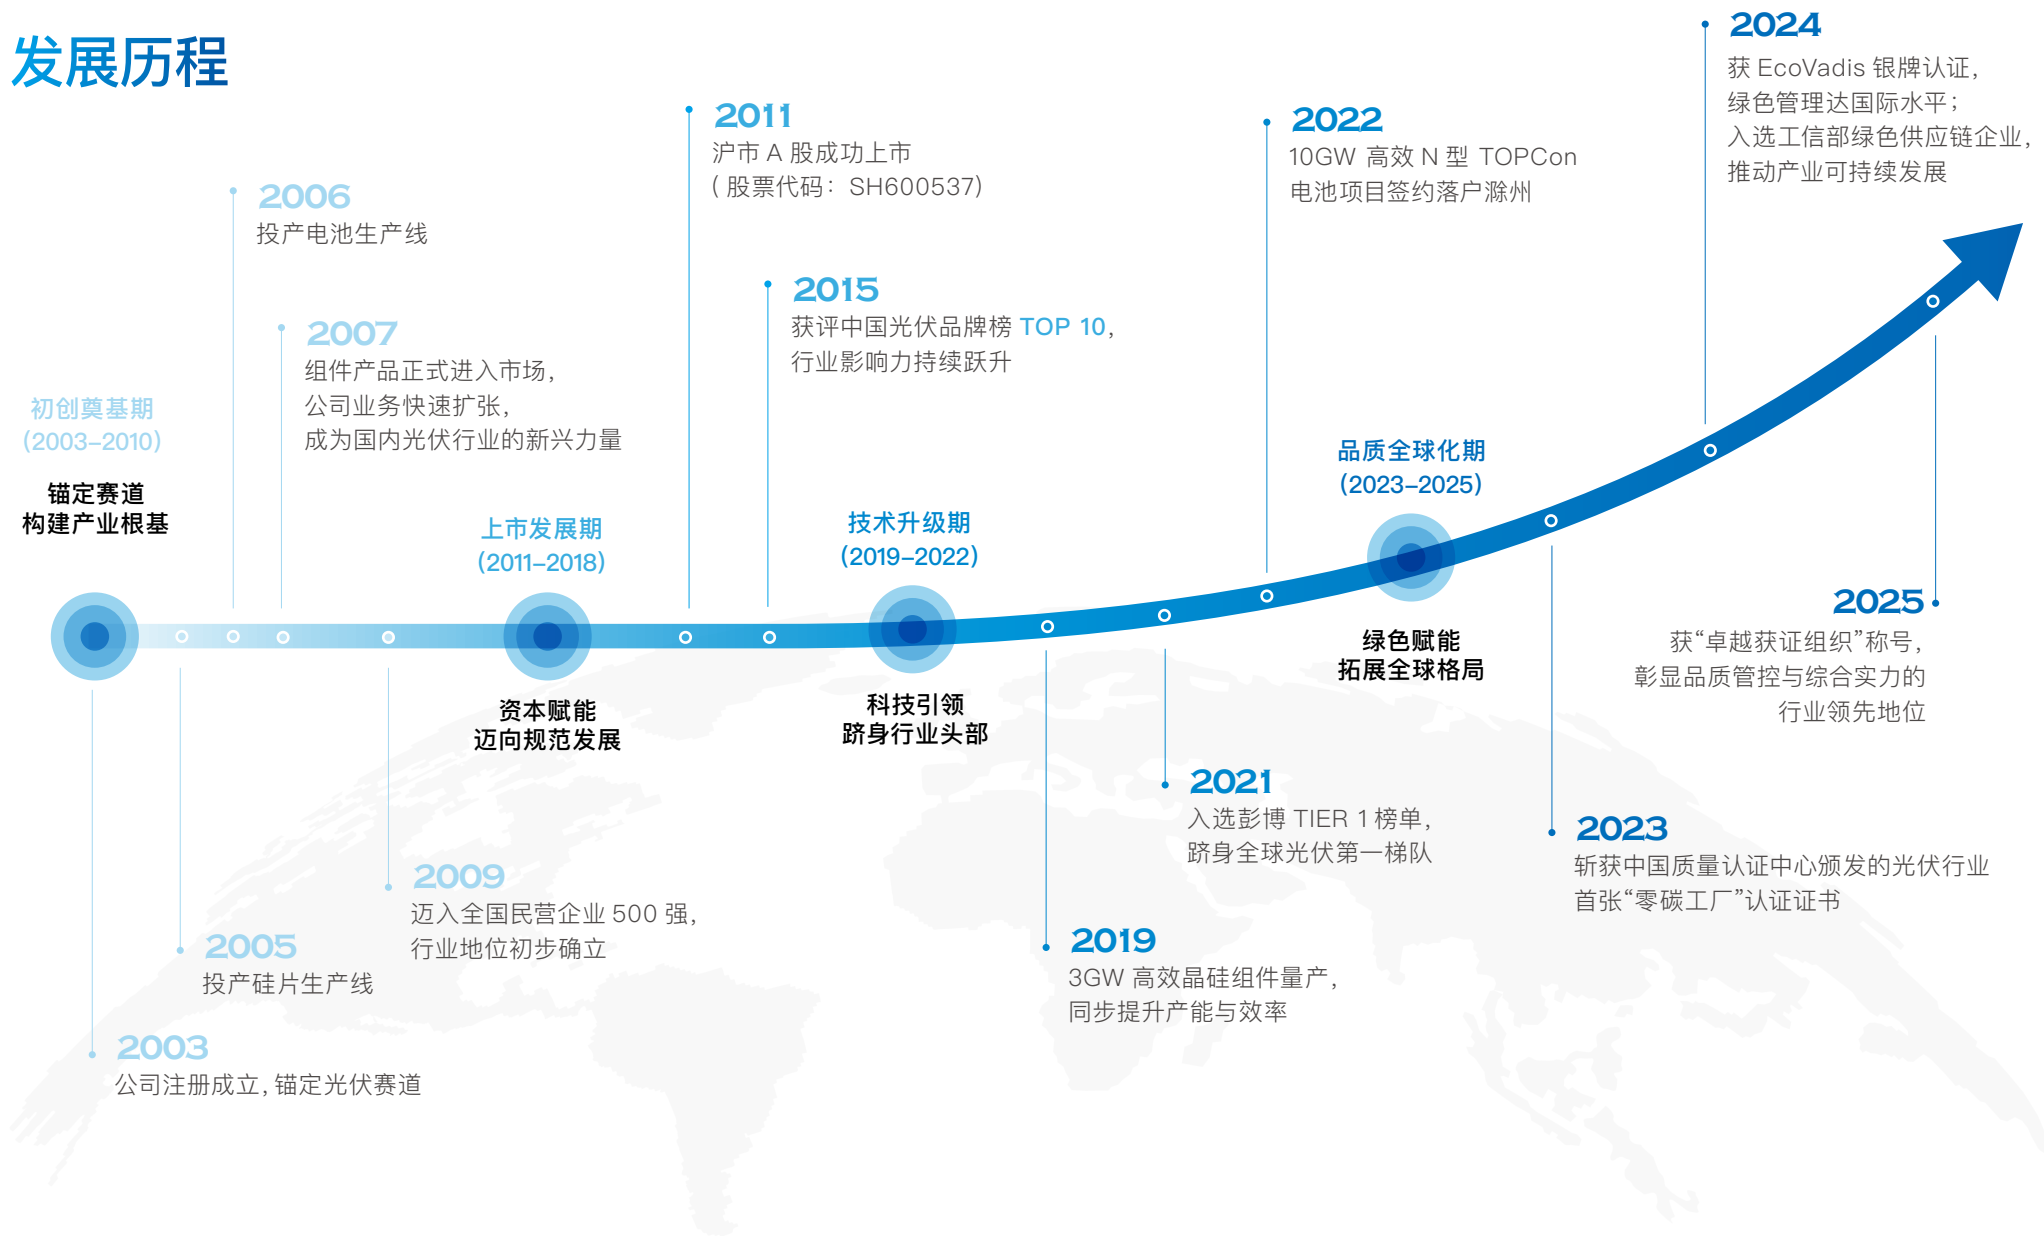 发展历程
初创奠基期
(2003–2010)
锚定赛道
构建产业根基
2003
公司注册成立，锚定光伏赛道
2005
投产硅片生产线
2006
投产电池生产线
2007
组件产品正式进入市场，
公司业务快速扩张，
成为国内光伏行业的新兴力量
2009
迈入全国民营企业 500 强，
行业地位初步确立
上市发展期
(2011–2018)
资本赋能
迈向规范发展
2011
沪市 A 股成功上市
( 股票代码：SH600537)
2015
获评中国光伏品牌榜 TOP 10，
行业影响力持续跃升
技术升级期
(2019–2022)
科技引领
跻身行业头部
2019
3GW 高效晶硅组件量产，
同步提升产能与效率
2021
入选彭博 TIER 1 榜单，
跻身全球光伏第一梯队
2022
10GW 高效 N 型 TOPCon
电池项目签约落户滁州
品质全球化期
(2023–2025)
绿色赋能
拓展全球格局
2023
斩获中国质量认证中心颁发的光伏行业
首张“零碳工厂”认证证书
2024
获 EcoVadis 银牌认证，
绿色管理达国际水平；
入选工信部绿色供应链企业，
推动产业可持续发展
2025
获“卓越获证组织”称号，
彰显品质管控与综合实力的
行业领先地位